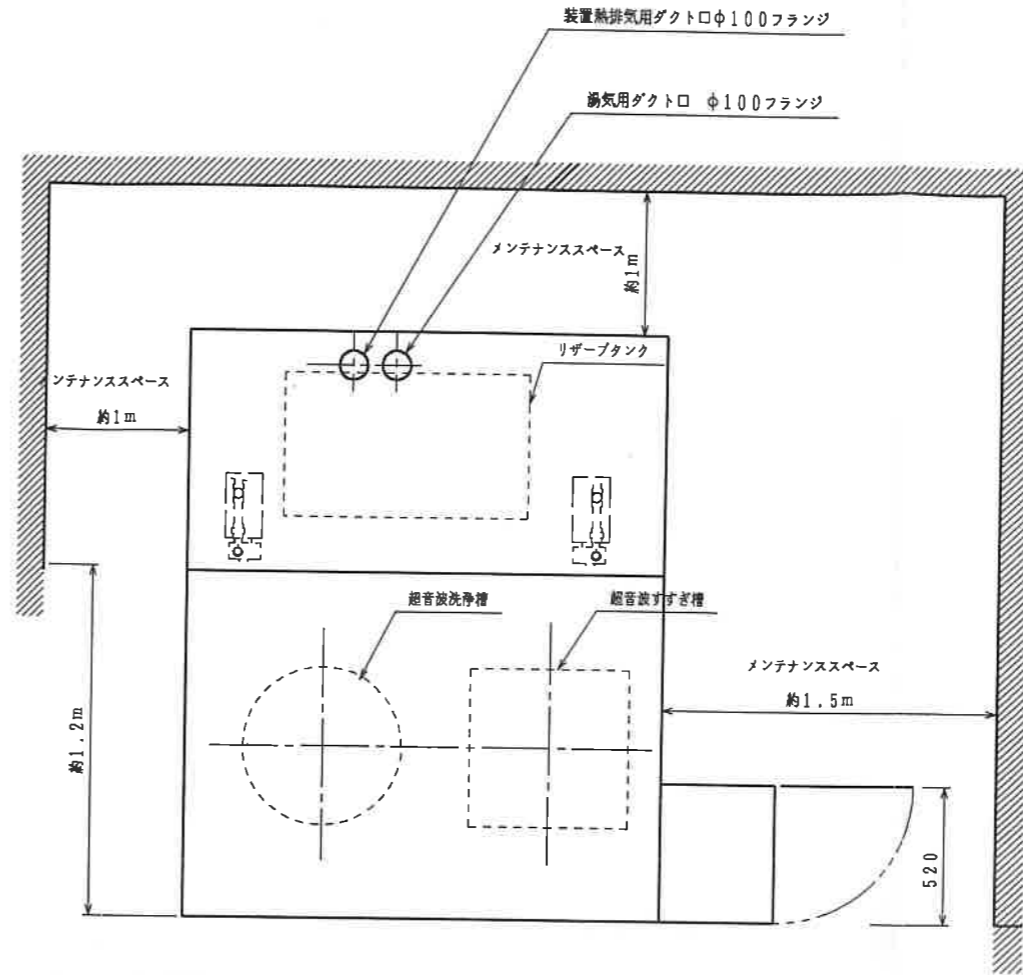 装置熱排気用ダクト口φ100フランジ
湯気用ダクト口 φ100フランジ
メンテナンススペース
約1m
リザーブタンク
ンテナンススペース
約1m
超音波洗浄槽
超音波すすぎ槽
メンテナンススペース
約1.5m
約1.2m
520